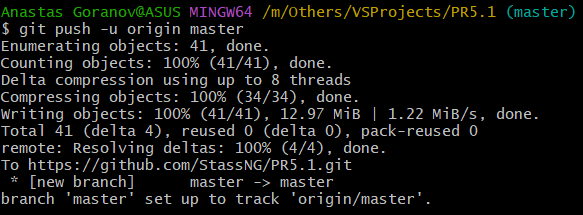 Anastas Goranov@ASUS MINGW64 /m/Others/VSProjects/PR5.1 (master)
$ git push -u origin master
Enumerating objects: 41, done.
Counting objects: 100% (41/41), done.
Delta compression using up to 8 threads
Compressing objects: 100% (34/34), done.
Writing objects: 100% (41/41), 12.97 MiB | 1.22 MiB/s, done.
Total 41 (delta 4), reused 0 (delta 0), pack-reused 0
remote: Resolving deltas: 100% (4/4), done.
To https://github.com/StassNG/PR5.1.git
 * [new branch]      master -> master
branch 'master' set up to track 'origin/master'.